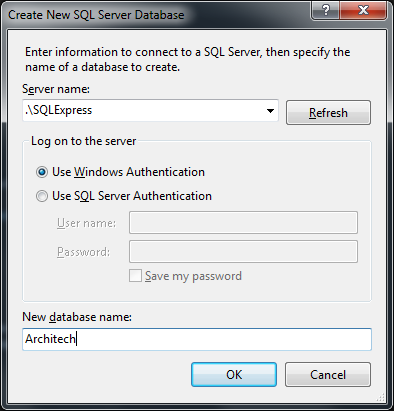 Create New SQL Server Database
Enter information to connect to a SQL Server, then specify the
name of a database to create.
Server name:
.\SQLExpress
Refresh
Log on to the server
Use Windows Authentication
Use SQL Server Authentication
User name:
Password:
Save my password
New database name:
Architech
OK
Cancel